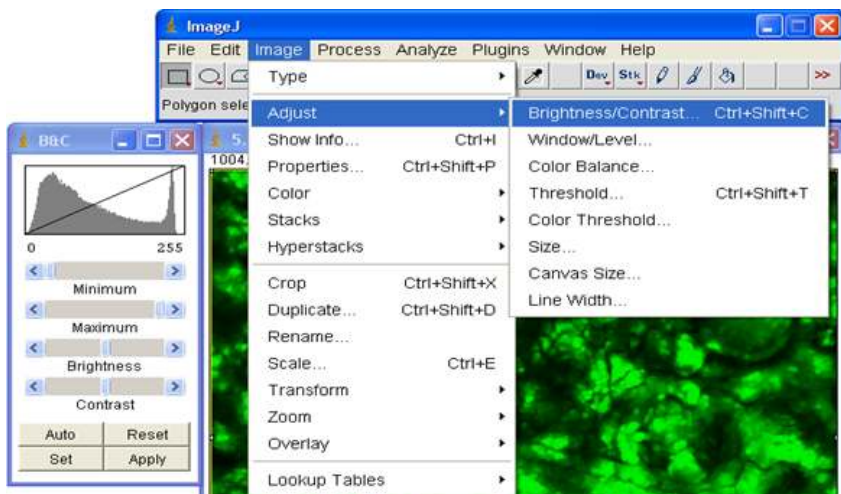 ImageJ
File Edit Image Process Analyze Plugins Window Help
Dev Stk >>
Polygon sele
Type
Adjust
Show Info... Ctrl+I
Properties... Ctrl+Shift+P
Color
Stacks
Hyperstacks
Crop Ctrl+Shift+X
Duplicate... Ctrl+Shift+D
Rename...
Scale... Ctrl+E
Transform
Zoom
Overlay
Lookup Tables
Brightness/Contrast... Ctrl+Shift+C
Window/Level...
Color Balance...
Threshold... Ctrl+Shift+T
Color Threshold...
Size...
Canvas Size...
Line Width...
B&C
0 255
Minimum
Maximum
Brightness
Contrast
Auto Reset
Set Apply
5.
1004.